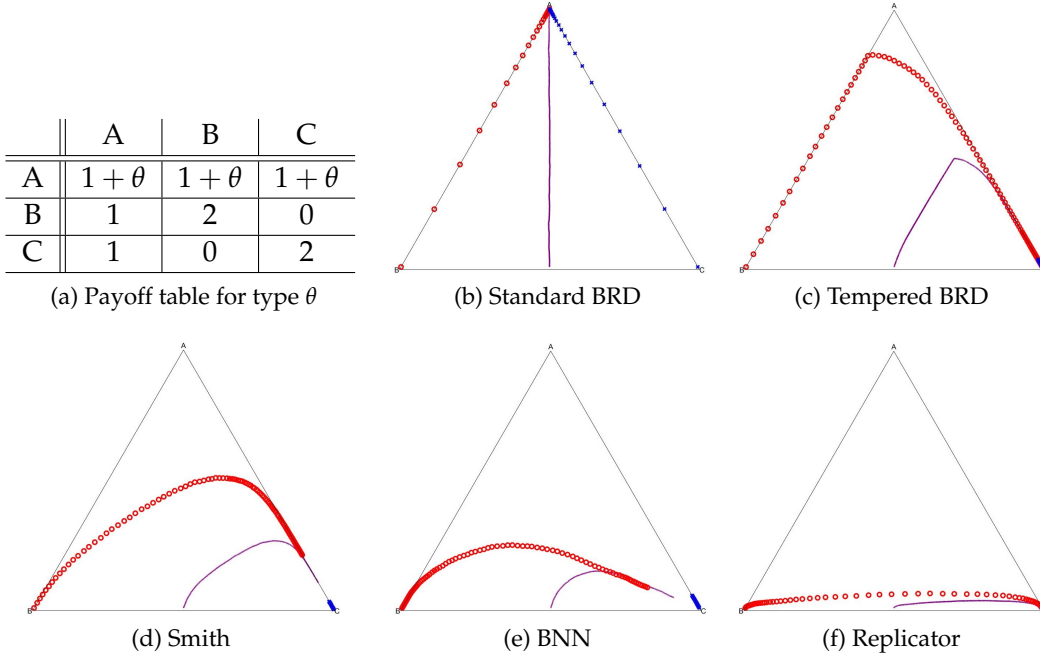 A B C
A 1 + θ 1 + θ 1 + θ
B 1 2 0
C 1 0 2
(a) Payoff table for type θ
A
B C
(b) Standard BRD
A
B C
(c) Tempered BRD
A
B C
(d) Smith
A
B C
(e) BNN
A
B C
(f) Replicator